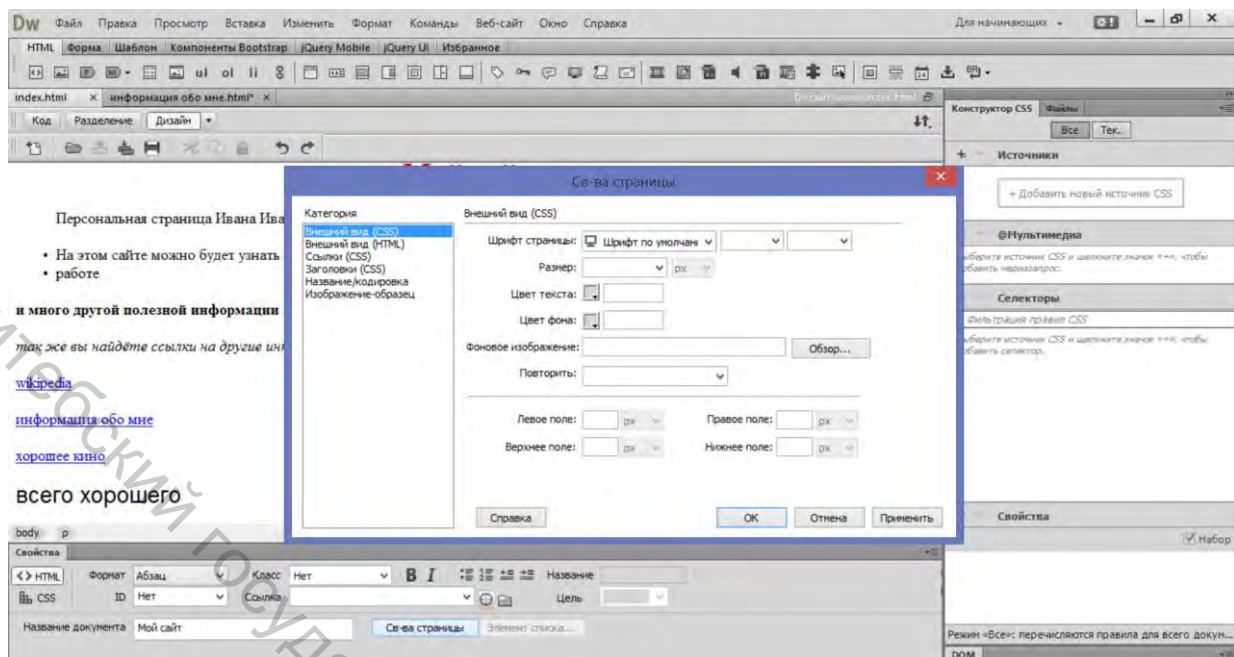 Dw Файл Правка Просмотр Вставка Изменить Формат Команды Веб-сайт Окно Справка Для начинающих
HTML Форма Шаблон Компоненты Bootstrap jQuery Mobile jQuery UI Избранное
ul ol li
index.html × информация обо мне.html* ×
Код Разделение Дизайн
Конструктор CSS Файлы
Все Тек.
Источники
+ Добавить новый источник CSS
@Мультимедиа
Селекторы
Фильтрация правил CSS
Свойства
Набор
Режим «Все»: перечисляются правила для всего докум...
DOM
Персональная страница Ивана Ива
• На этом сайте можно будет узнать
• работе
и много другой полезной информации
так же вы найдёте ссылки на другие
wikipedia
информация обо мне
хорошее кино
всего хорошего
Св-ва страницы
Категория
Внешний вид (CSS)
Внешний вид (HTML)
Ссылки (CSS)
Заголовки (CSS)
Название/кодировка
Изображение-образец
Внешний вид (CSS)
Шрифт страницы: Шрифт по умолчани
Размер: px
Цвет текста:
Цвет фона:
Фоновое изображение: Обзор...
Повторить:
Левое поле: px Правое поле: px
Верхнее поле: px Нижнее поле: px
Справка OK Отмена Применить
body p
Свойства
<> HTML Формат Абзац Класс Нет B I Название
CSS ID Нет Ссылка Цель
Название документа Мой сайт Св-ва страницы Элемент списка...